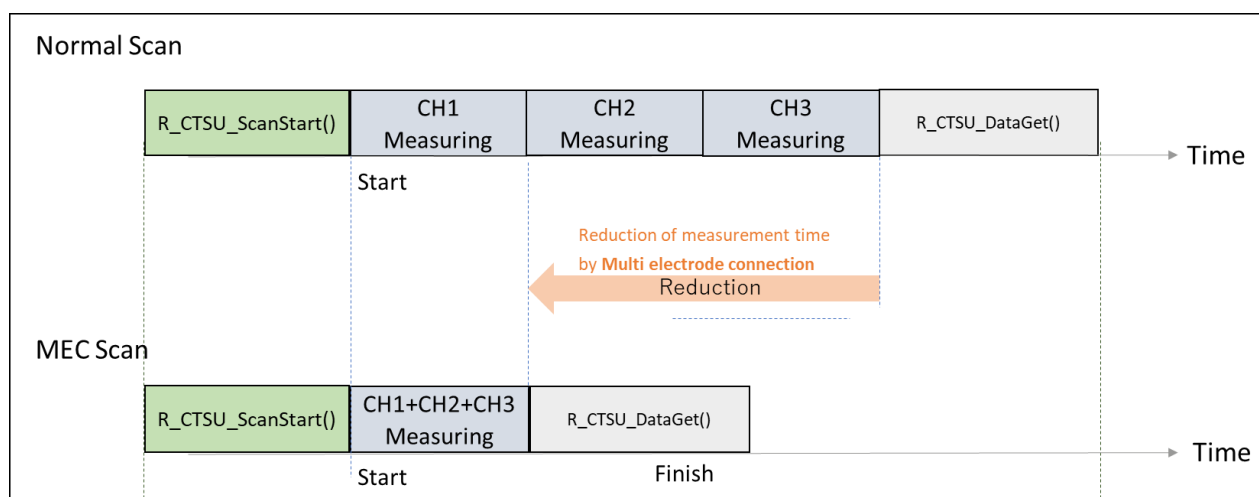 Normal Scan
R_CTSU_ScanStart()
CH1
Measuring
CH2
Measuring
CH3
Measuring
R_CTSU_DataGet()
Time
Start
Reduction of measurement time
by Multi electrode connection
Reduction
MEC Scan
R_CTSU_ScanStart()
CH1+CH2+CH3
Measuring
R_CTSU_DataGet()
Time
Start
Finish